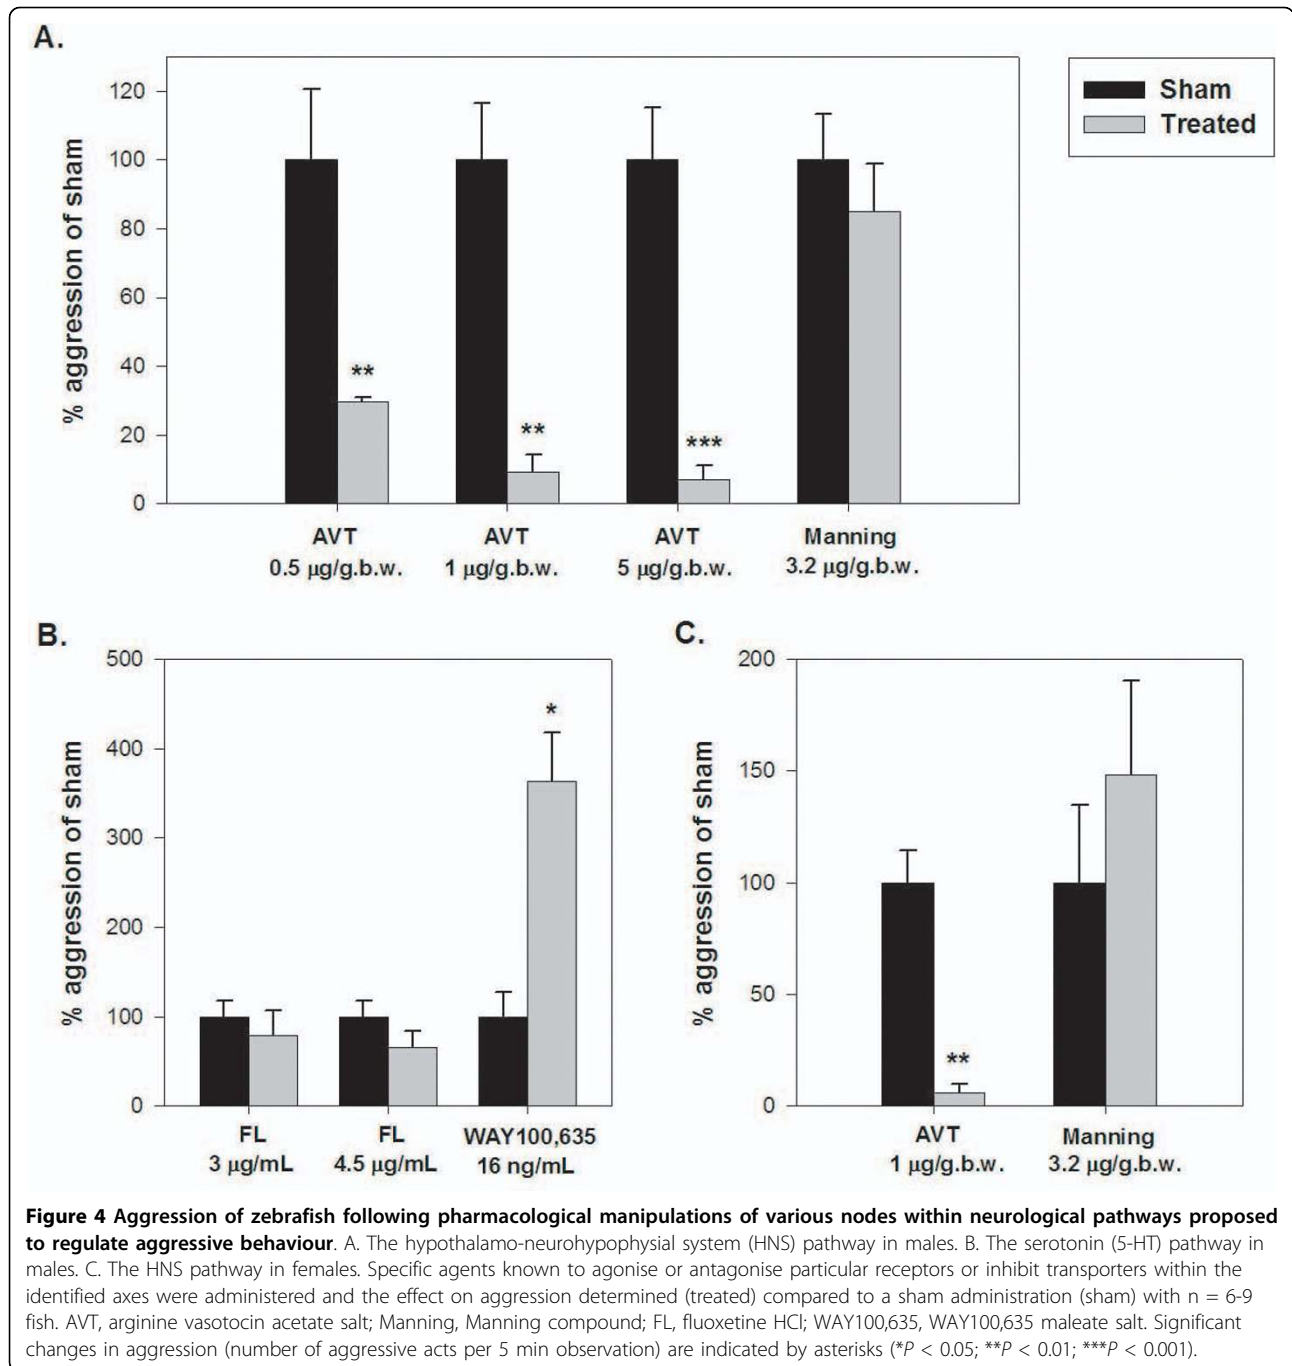 A.
Sham
Treated
% aggression of sham
120
100
80
60
40
20
0
**
**
***
AVT
0.5 µg/g.b.w.
AVT
1 µg/g.b.w.
AVT
5 µg/g.b.w.
Manning
3.2 µg/g.b.w.
B.
% aggression of sham
500
400
300
200
100
0
*
FL
3 µg/mL
FL
4.5 µg/mL
WAY100,635
16 ng/mL
C.
% aggression of sham
200
150
100
50
0
**
AVT
1 µg/g.b.w.
Manning
3.2 µg/g.b.w.
Figure 4 Aggression of zebrafish following pharmacological manipulations of various nodes within neurological pathways proposed
to regulate aggressive behaviour. A. The hypothalamo-neurohypophysial system (HNS) pathway in males. B. The serotonin (5-HT) pathway in
males. C. The HNS pathway in females. Specific agents known to agonise or antagonise particular receptors or inhibit transporters within the
identified axes were administered and the effect on aggression determined (treated) compared to a sham administration (sham) with n = 6-9
fish. AVT, arginine vasotocin acetate salt; Manning, Manning compound; FL, fluoxetine HCl; WAY100,635, WAY100,635 maleate salt. Significant
changes in aggression (number of aggressive acts per 5 min observation) are indicated by asterisks (*P < 0.05; **P < 0.01; ***P < 0.001).